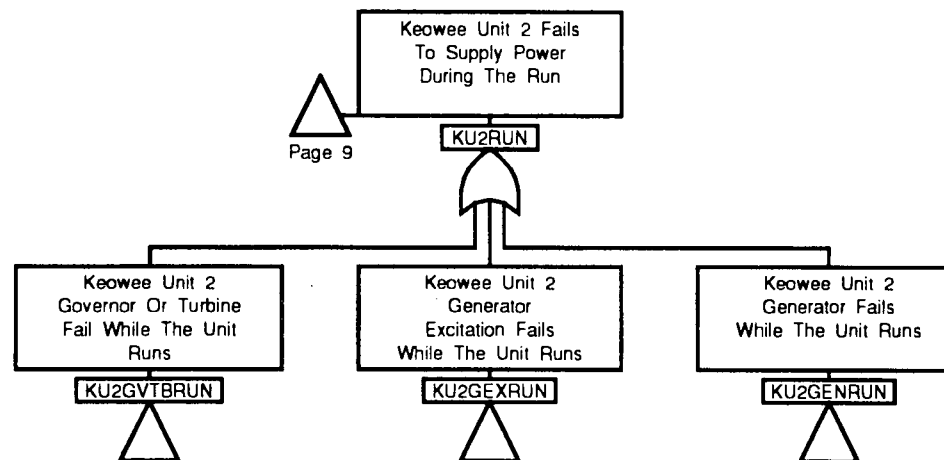 Keowee Unit 2 Fails
To Supply Power
During The Run
Page 9
KU2RUN
Keowee Unit 2
Governor Or Turbine
Fail While The Unit
Runs
KU2GVTBRUN
Keowee Unit 2
Generator
Excitation Fails
While The Unit Runs
KU2GEXRUN
Keowee Unit 2
Generator Fails
While The Unit Runs
KU2GENRUN